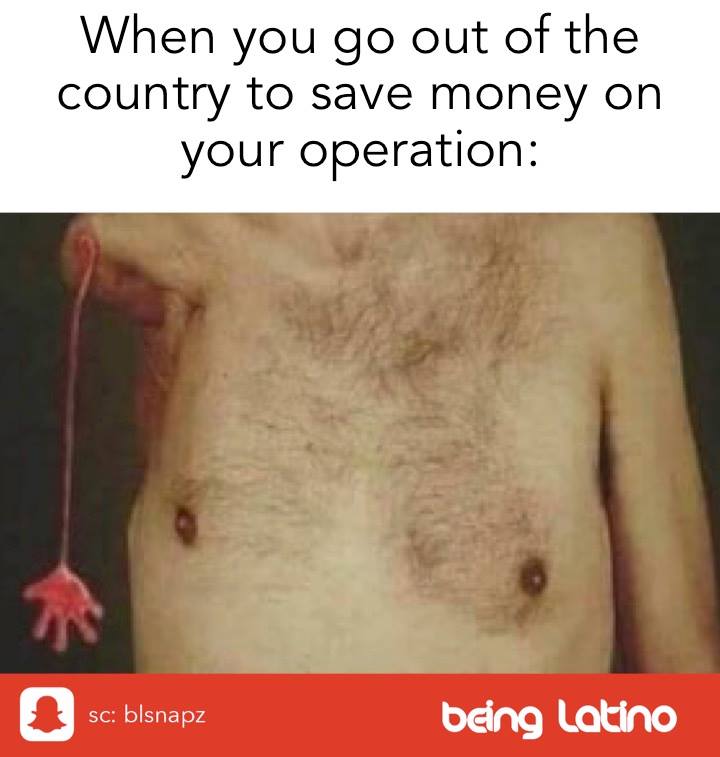 When you go out of the
country to save money on
your operation:
sc: blsnapz
being latino